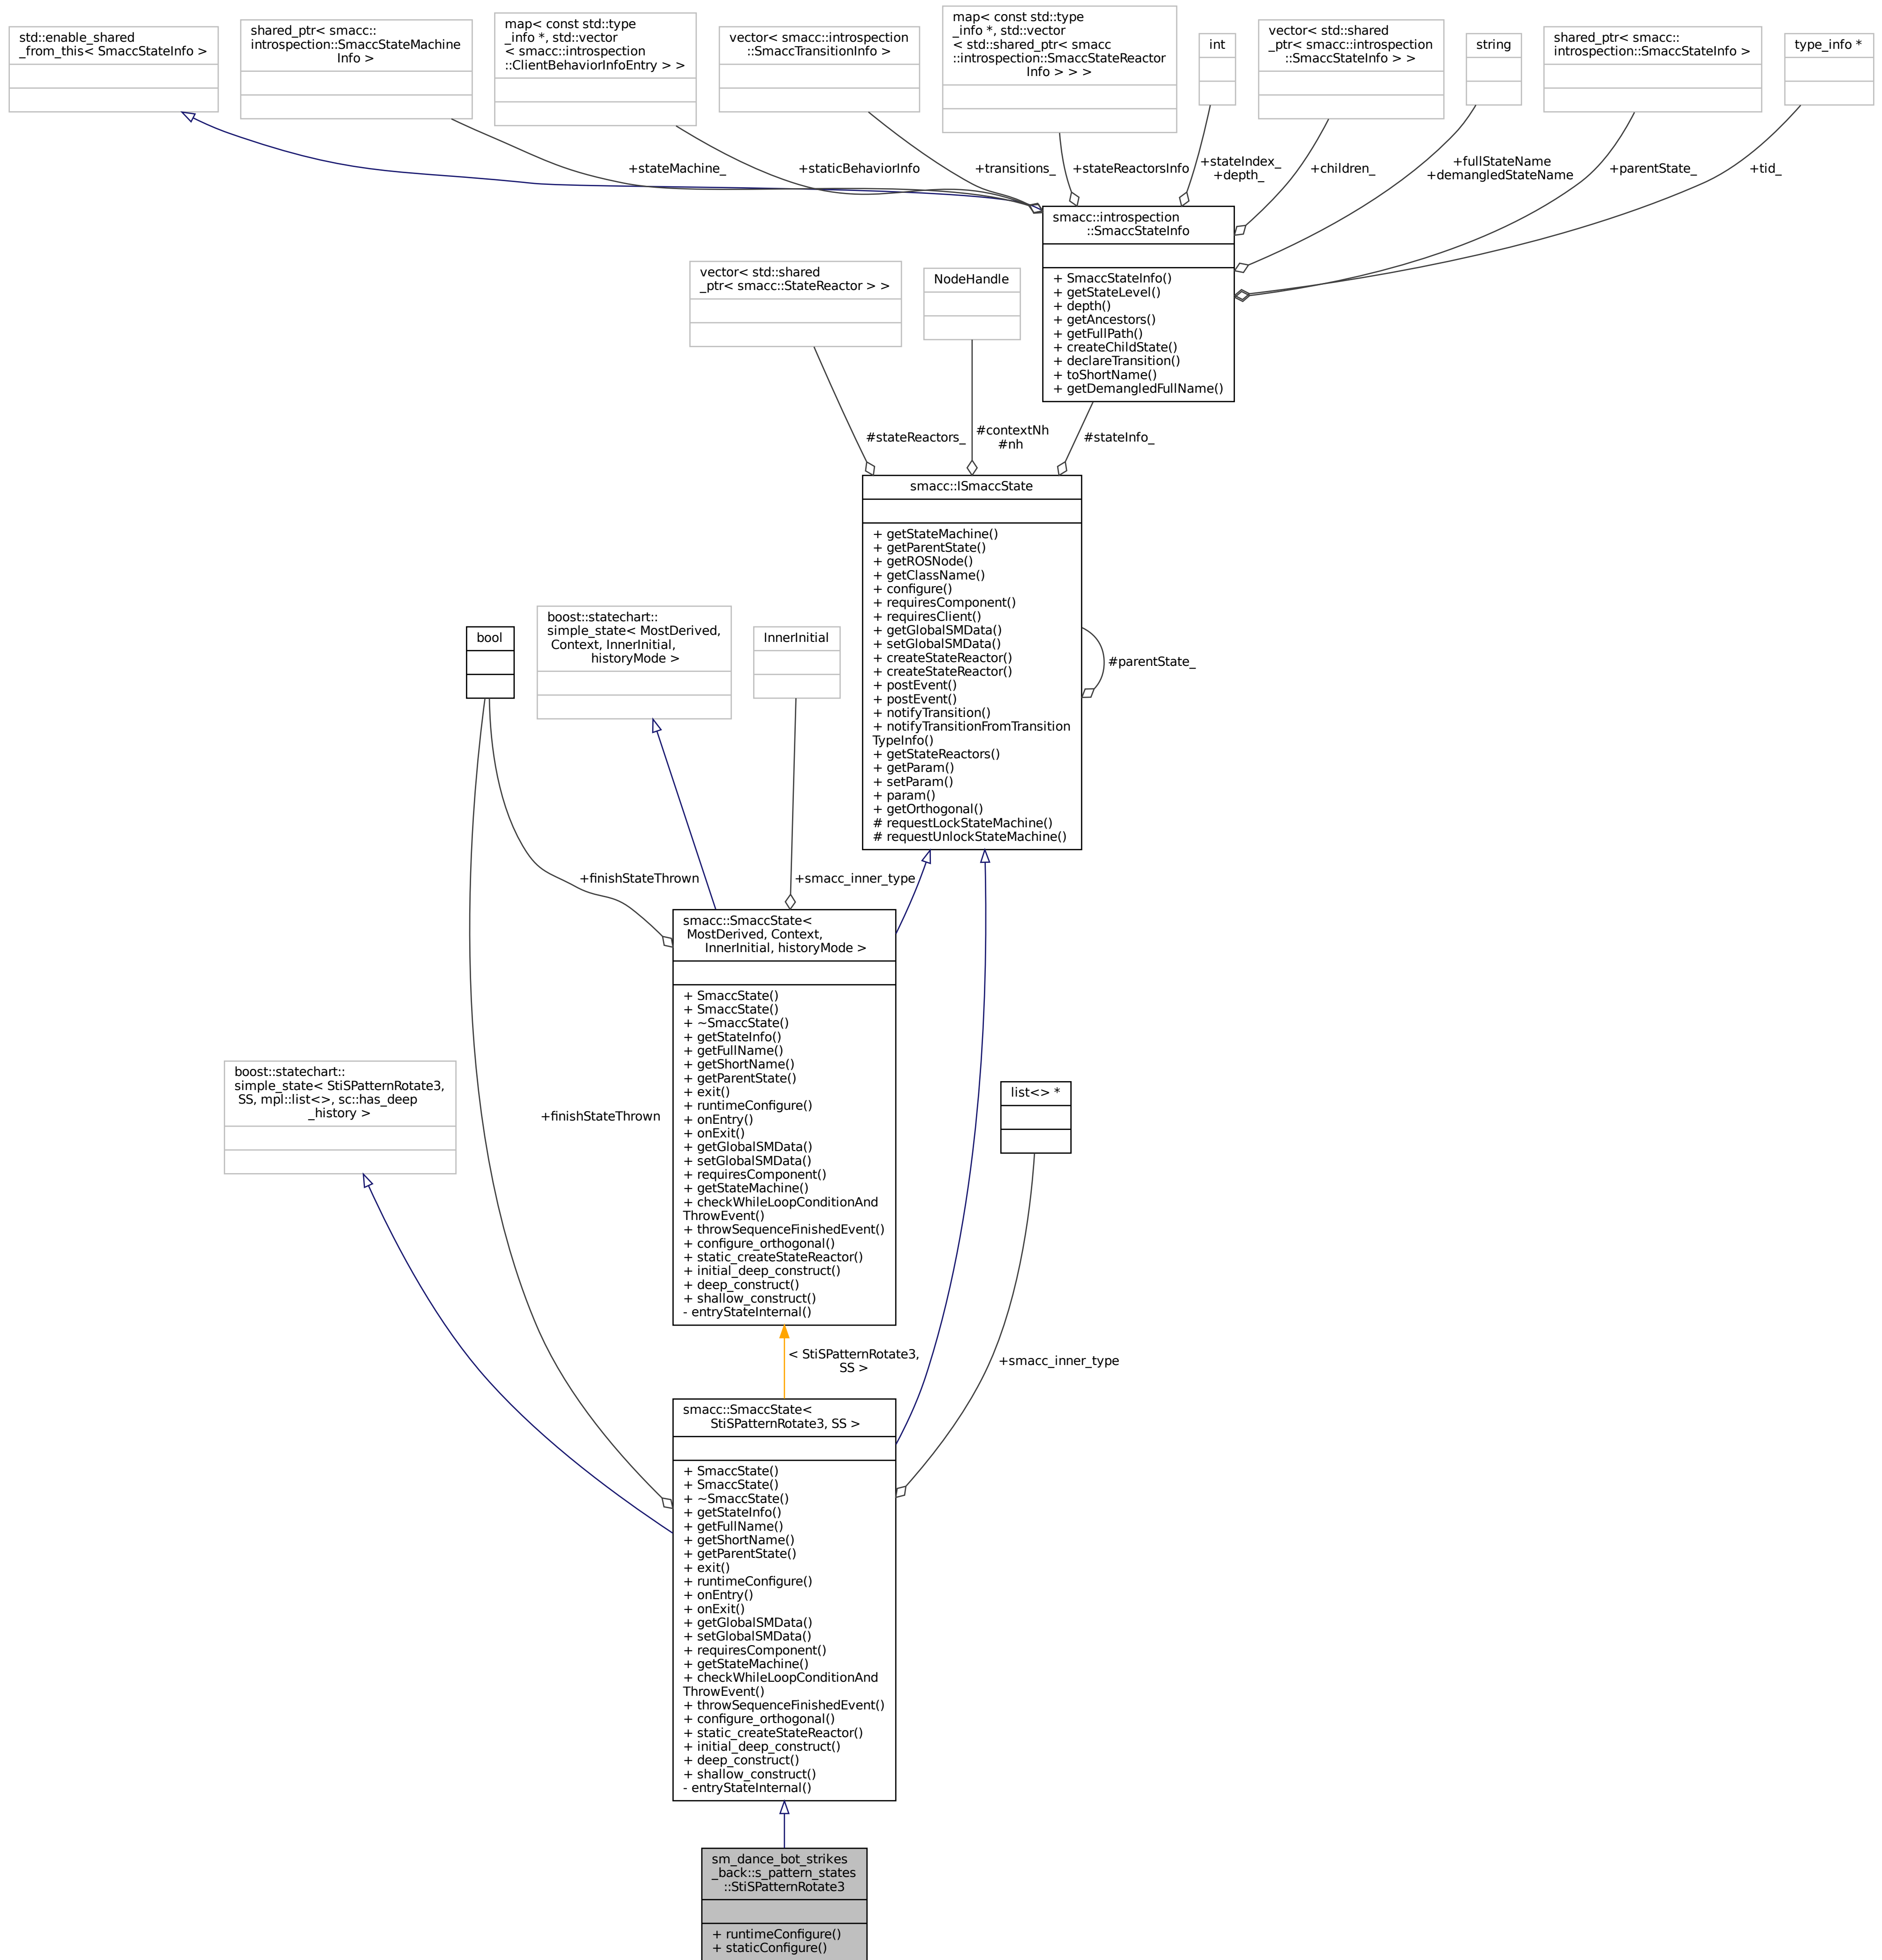 std::enable_shared
_from_this< SmaccStateInfo >
shared_ptr< smacc::
introspection::SmaccStateMachine
Info >
map< const std::type
_info *, std::vector
< smacc::introspection
::ClientBehaviorInfoEntry > >
vector< smacc::introspection
::SmaccTransitionInfo >
map< const std::type
_info *, std::vector
< std::shared_ptr< smacc
::introspection::SmaccStateReactor
Info > > >
int
vector< std::shared
_ptr< smacc::introspection
::SmaccStateInfo > >
string
shared_ptr< smacc::
introspection::SmaccStateInfo >
type_info *
+stateMachine_
+staticBehaviorInfo
+transitions_
+stateReactorsInfo
+stateIndex_
+depth_
+children_
+fullStateName
+demangledStateName
+parentState_
+tid_
smacc::introspection
::SmaccStateInfo
+ SmaccStateInfo()
+ getStateLevel()
+ depth()
+ getAncestors()
+ getFullPath()
+ createChildState()
+ declareTransition()
+ toShortName()
+ getDemangledFullName()
vector< std::shared
_ptr< smacc::StateReactor > >
NodeHandle
#stateReactors_
#contextNh
#nh
#stateInfo_
smacc::ISmaccState
+ getStateMachine()
+ getParentState()
+ getROSNode()
+ getClassName()
+ configure()
+ requiresComponent()
+ requiresClient()
+ getGlobalSMData()
+ setGlobalSMData()
+ createStateReactor()
+ createStateReactor()
+ postEvent()
+ postEvent()
+ notifyTransition()
+ notifyTransitionFromTransition
TypeInfo()
+ getStateReactors()
+ getParam()
+ setParam()
+ param()
+ getOrthogonal()
# requestLockStateMachine()
# requestUnlockStateMachine()
#parentState_
bool
boost::statechart::
simple_state< MostDerived,
Context, InnerInitial,
historyMode >
InnerInitial
+finishStateThrown
+smacc_inner_type
smacc::SmaccState<
MostDerived, Context,
InnerInitial, historyMode >
+ SmaccState()
+ SmaccState()
+ ~SmaccState()
+ getStateInfo()
+ getFullName()
+ getShortName()
+ getParentState()
+ exit()
+ runtimeConfigure()
+ onEntry()
+ onExit()
+ getGlobalSMData()
+ setGlobalSMData()
+ requiresComponent()
+ getStateMachine()
+ checkWhileLoopConditionAnd
ThrowEvent()
+ throwSequenceFinishedEvent()
+ configure_orthogonal()
+ static_createStateReactor()
+ initial_deep_construct()
+ deep_construct()
+ shallow_construct()
- entryStateInternal()
boost::statechart::
simple_state< StiSPatternRotate3,
SS, mpl::list<>, sc::has_deep
_history >
+finishStateThrown
list<> *
< StiSPatternRotate3,
SS >
+smacc_inner_type
smacc::SmaccState<
StiSPatternRotate3, SS >
+ SmaccState()
+ SmaccState()
+ ~SmaccState()
+ getStateInfo()
+ getFullName()
+ getShortName()
+ getParentState()
+ exit()
+ runtimeConfigure()
+ onEntry()
+ onExit()
+ getGlobalSMData()
+ setGlobalSMData()
+ requiresComponent()
+ getStateMachine()
+ checkWhileLoopConditionAnd
ThrowEvent()
+ throwSequenceFinishedEvent()
+ configure_orthogonal()
+ static_createStateReactor()
+ initial_deep_construct()
+ deep_construct()
+ shallow_construct()
- entryStateInternal()
sm_dance_bot_strikes
_back::s_pattern_states
::StiSPatternRotate3
+ runtimeConfigure()
+ staticConfigure()